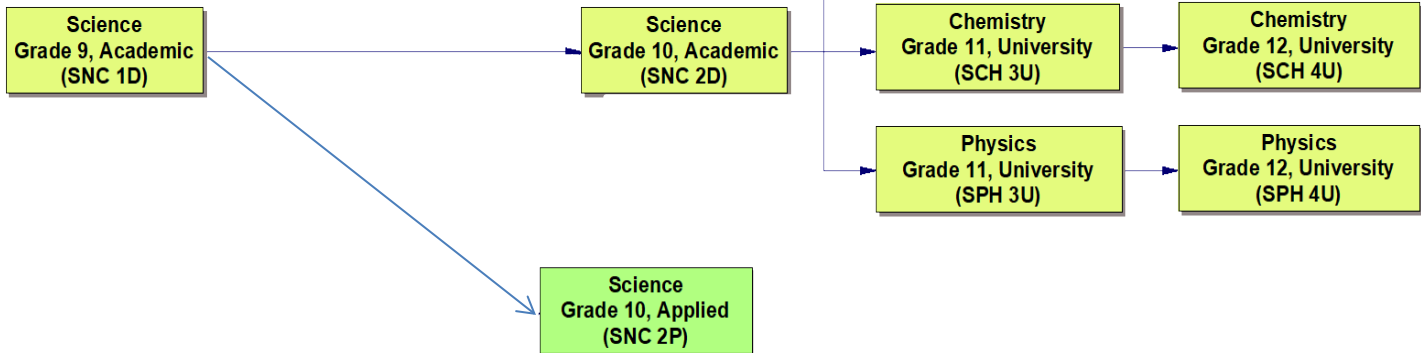 Science
Grade 9, Academic
(SNC 1D)
Science
Grade 10, Academic
(SNC 2D)
Chemistry
Grade 11, University
(SCH 3U)
Chemistry
Grade 12, University
(SCH 4U)
Physics
Grade 11, University
(SPH 3U)
Physics
Grade 12, University
(SPH 4U)
Science
Grade 10, Applied
(SNC 2P)